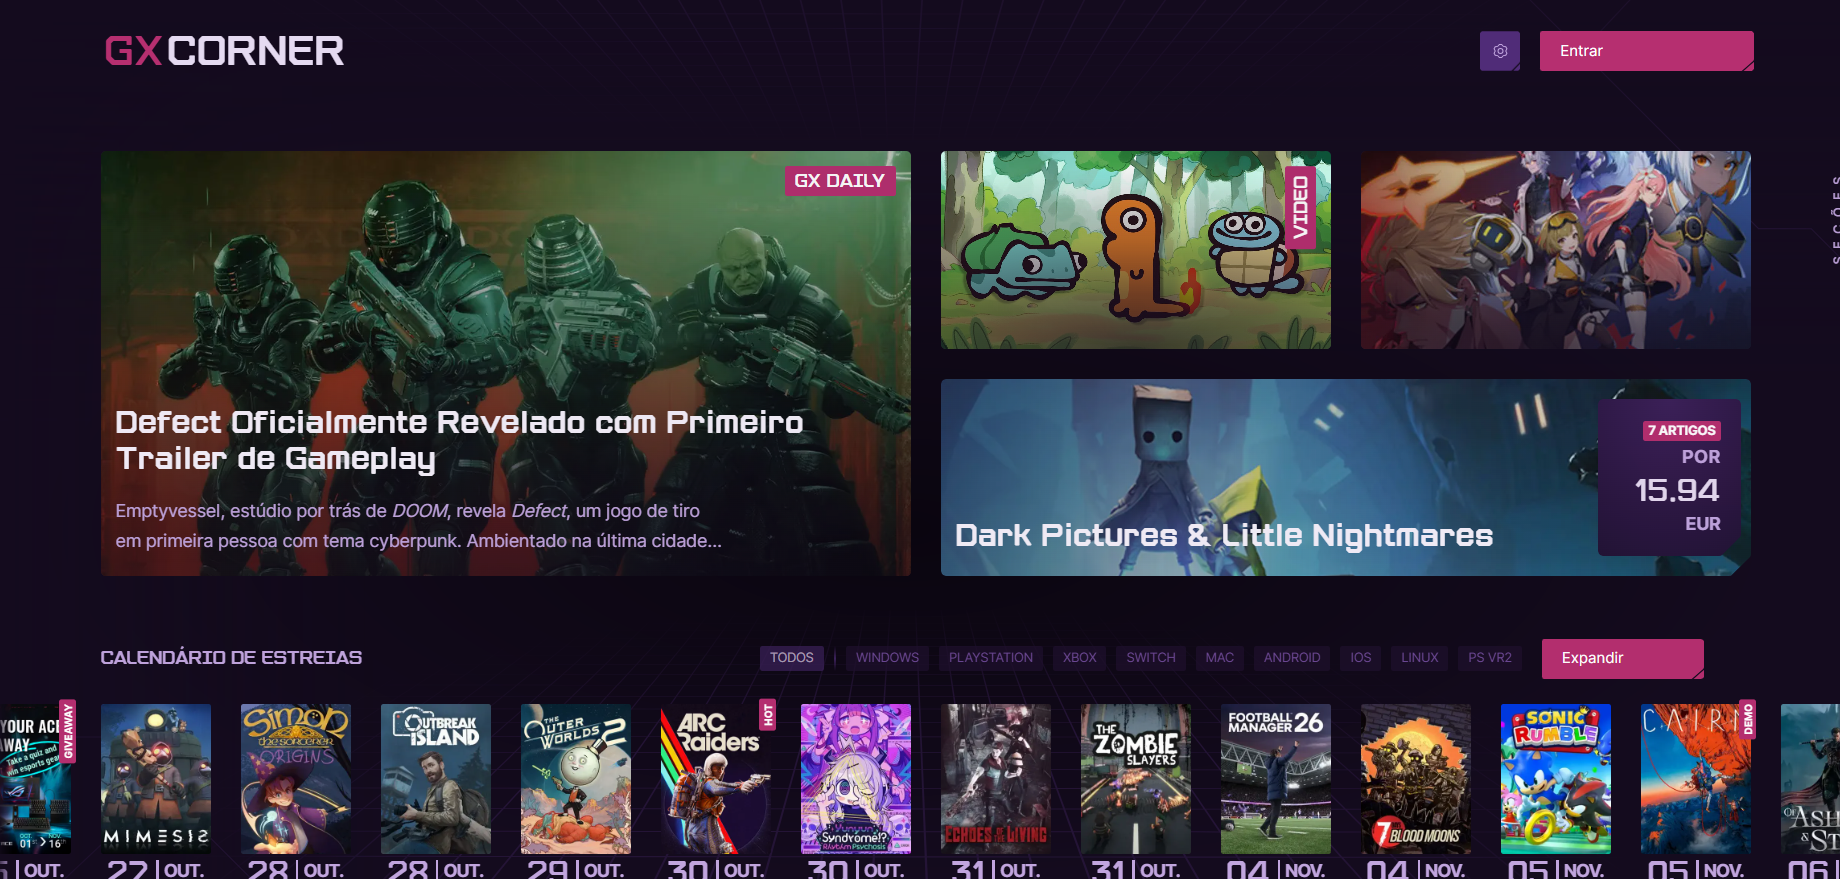 GXCORNER
Entrar
GX DAILY
VIDEO
SEÇÕES
Defect Oficialmente Revelado com Primeiro
Trailer de Gameplay
Emptyvessel, estúdio por trás de DOOM, revela Defect, um jogo de tiro
em primeira pessoa com tema cyberpunk. Ambientado na última cidade...
Dark Pictures & Little Nightmares
7 ARTIGOS
POR
15.94
EUR
CALENDÁRIO DE ESTREIAS
TODOS
WINDOWS
PLAYSTATION
XBOX
SWITCH
MAC
ANDROID
IOS
LINUX
PS VR2
Expandir
YOUR
AWAY
Take a quiz and
win esports gear
OCT. NOV.
01 > 16
GIVEAWAY
OUT.
MIMESIS
27 | OUT.
Simon
the Sorcerer
ORIGINS
28 | OUT.
OUTBREAK
ISLAND
28 | OUT.
THE OUTER
WORLDS 2
29 | OUT.
ARC
Raiders
HOT
30 | OUT.
Yunyun
Syndrome!?
Rhythm Psychosis
30 | OUT.
ECHOES OF THE LIVING
31 | OUT.
THE
ZOMBIE
SLAYERS
31 | OUT.
FOOTBALL
MANAGER 26
04 | NOV.
7 BLOOD MOONS
04 | NOV.
SONIC
RUMBLE
05 | NOV.
CAIRN
DEMO
05 | NOV.
OF ASH
& ST
06